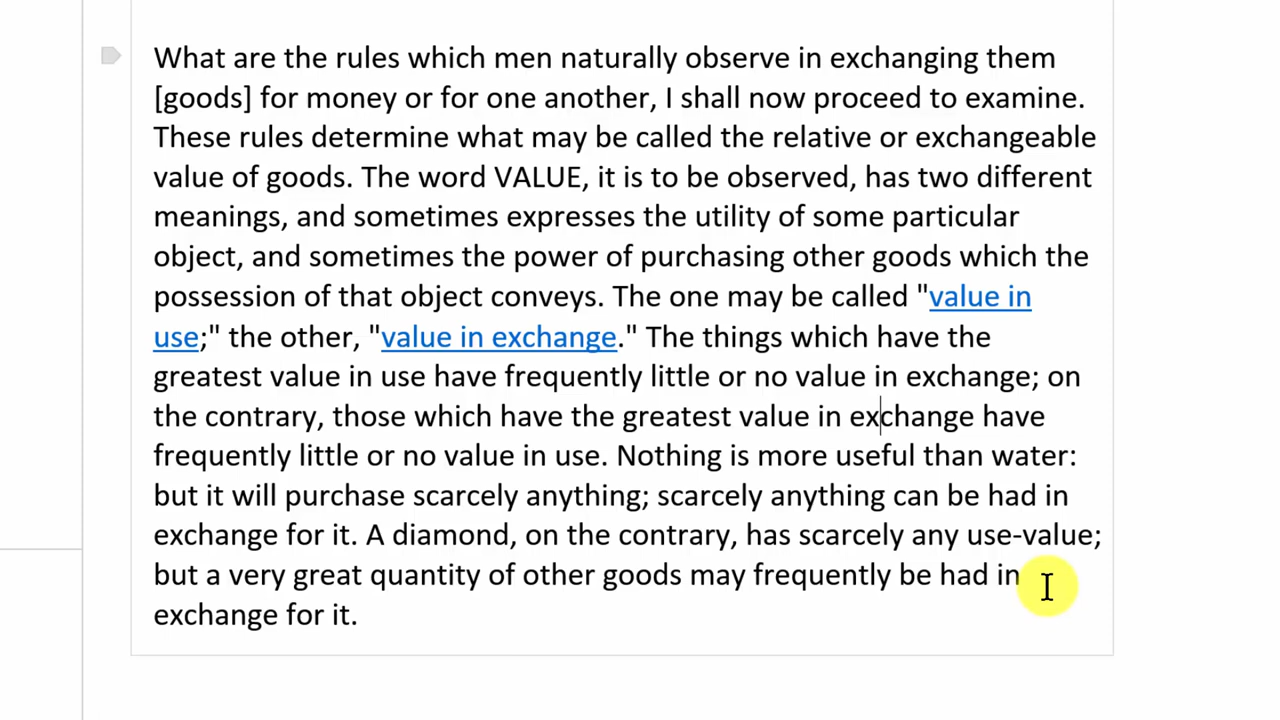 What are the rules which men naturally observe in exchanging them
[goods] for money or for one another, I shall now proceed to examine.
These rules determine what may be called the relative or exchangeable
value of goods. The word VALUE, it is to be observed, has two different
meanings, and sometimes expresses the utility of some particular
object, and sometimes the power of purchasing other goods which the
possession of that object conveys. The one may be called "value in
use;" the other, "value in exchange." The things which have the
greatest value in use have frequently little or no value in exchange; on
the contrary, those which have the greatest value in exchange have
frequently little or no value in use. Nothing is more useful than water:
but it will purchase scarcely anything; scarcely anything can be had in
exchange for it. A diamond, on the contrary, has scarcely any use-value;
but a very great quantity of other goods may frequently be had in
exchange for it.